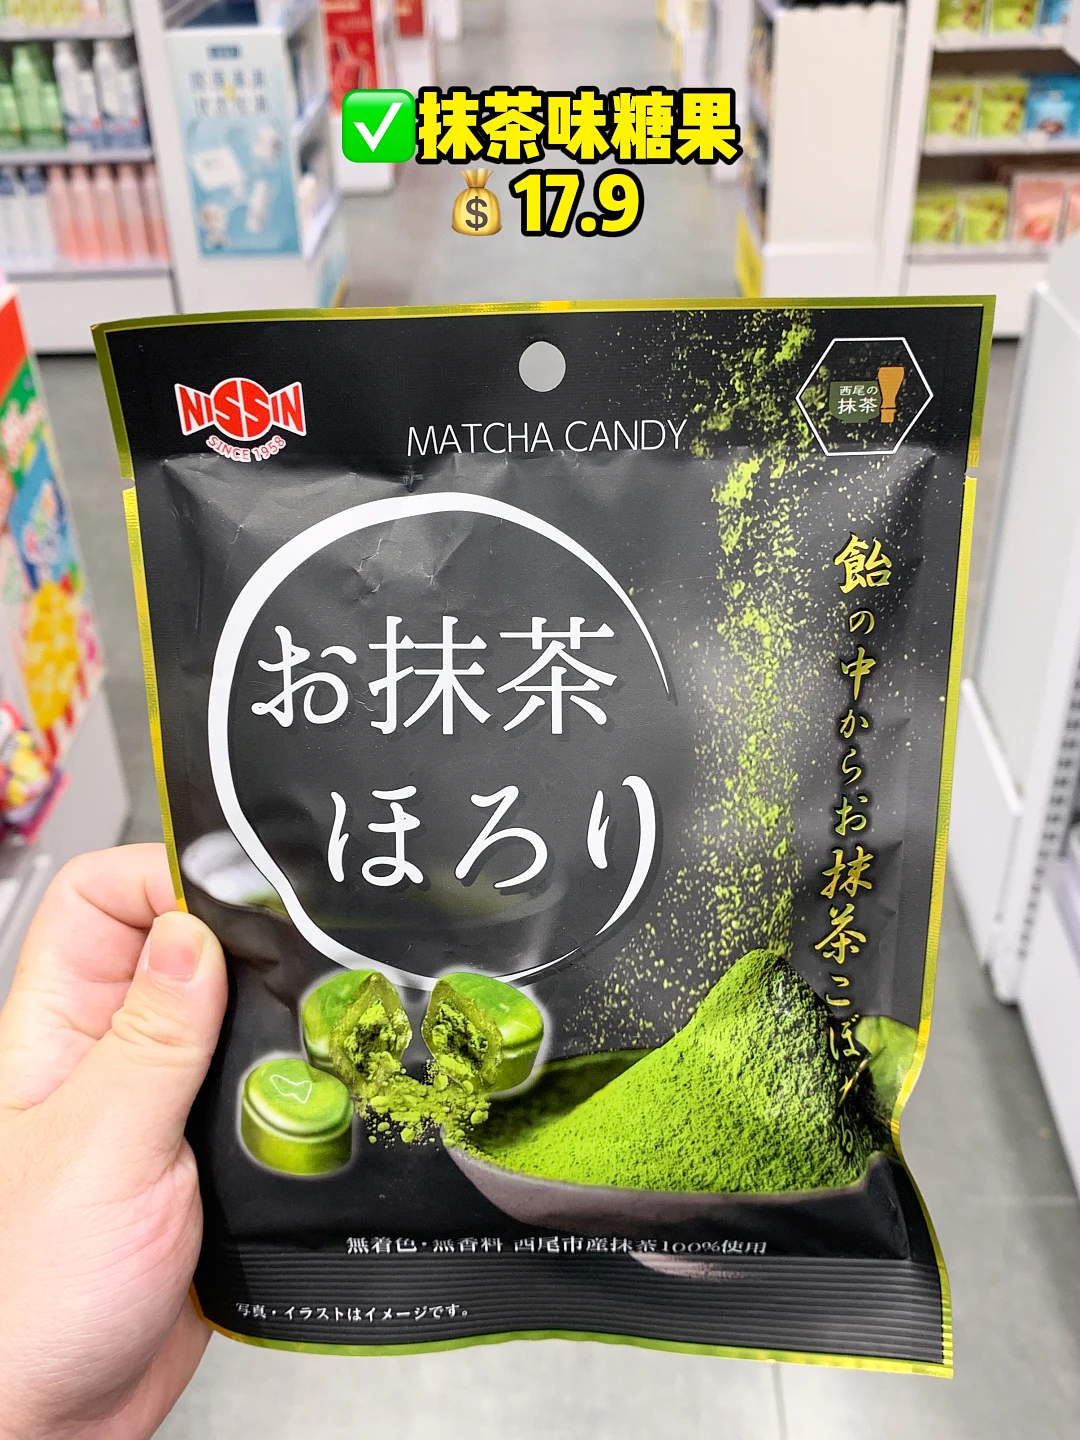 ✅抹茶味糖果
💰17.9
NISSIN
SINCE 1958
MATCHA CANDY
西尾の
抹茶
お抹茶
ほろり
飴の中からお抹茶こぼれる
無着色・無香料 西尾市産抹茶100%使用
写真・イラストはイメージです。